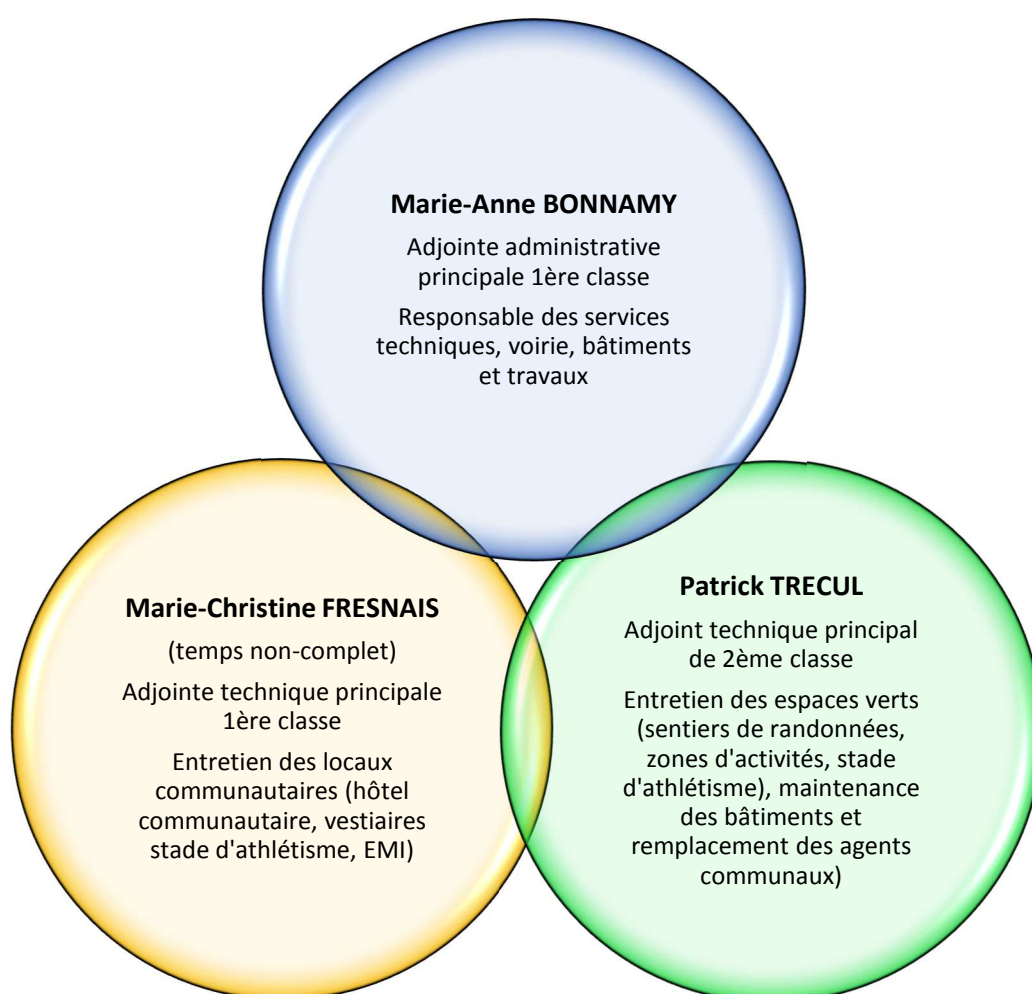 Marie-Anne BONNAMY
Adjointe administrative
principale 1ère classe
Responsable des services
techniques, voirie, bâtiments
et travaux
Marie-Christine FRESNAIS
(temps non-complet)
Adjointe technique principale
1ère classe
Entretien des locaux
communautaires (hôtel
communautaire, vestiaires
stade d'athlétisme, EMI)
Patrick TRECUL
Adjoint technique principal
de 2ème classe
Entretien des espaces verts
(sentiers de randonnées,
zones d'activités, stade
d'athlétisme), maintenance
des bâtiments et
remplacement des agents
communaux)